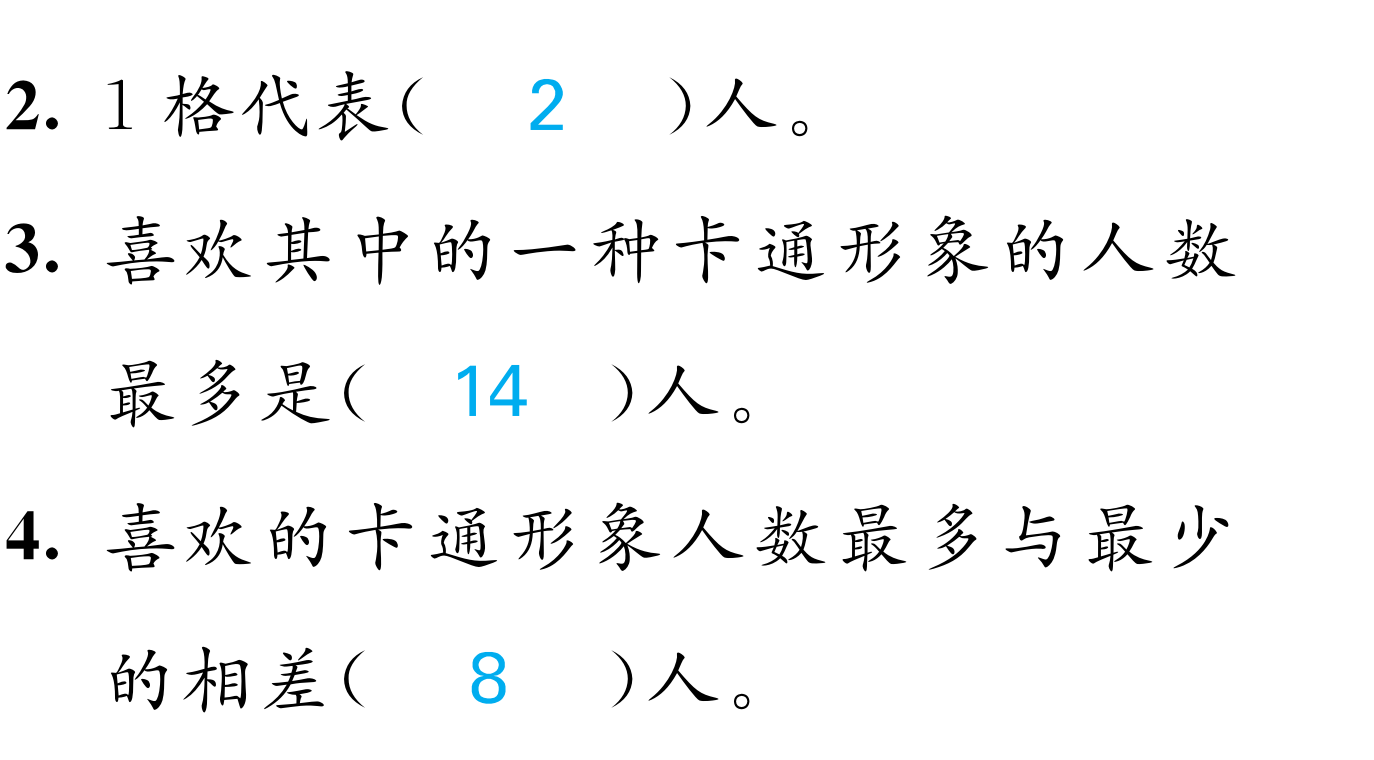 2. 1 格代表( 2 )人。
3. 喜欢其中的一种卡通形象的人数
最多是( 14 )人。
4. 喜欢的卡通形象人数最多与最少
的相差( 8 )人。